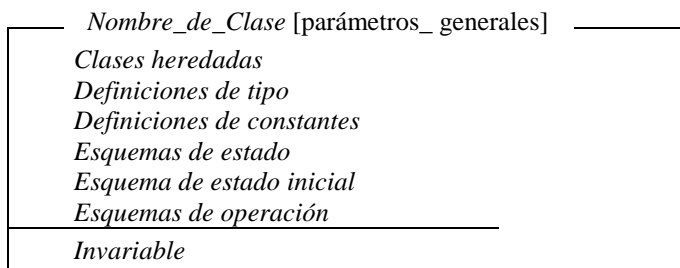 Nombre_de_Clase [parámetros_ generales]
Clases heredadas
Definiciones de tipo
Definiciones de constantes
Esquemas de estado
Esquema de estado inicial
Esquemas de operación
Invariable